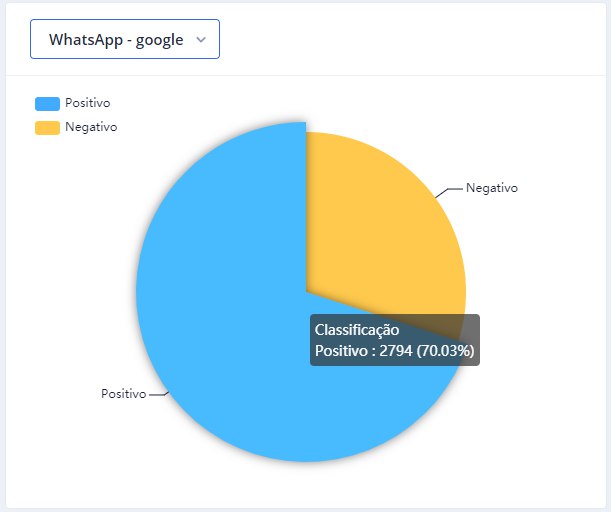 WhatsApp - google
Positivo
Negativo
Negativo
Classificação
Positivo : 2794 (70.03%)
Positivo